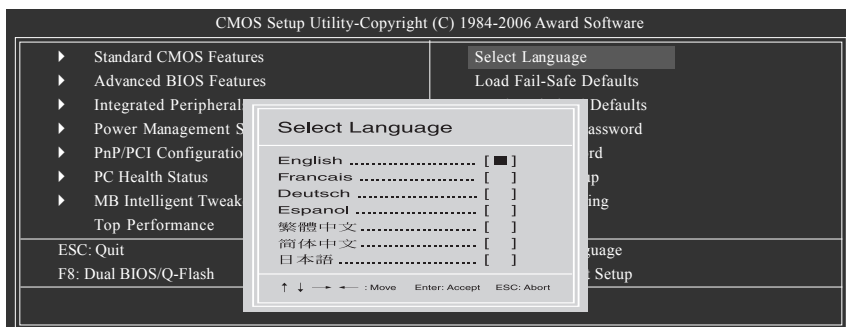 CMOS Setup Utility-Copyright (C) 1984-2006 Award Software
Standard CMOS Features
Select Language
Advanced BIOS Features
Load Fail-Safe Defaults
Integrated Peripheral
Defaults
Power Management S
assword
PnP/PCI Configuratio
rd
PC Health Status
up
MB Intelligent Tweak
ing
Top Performance
ESC: Quit
guage
F8: Dual BIOS/Q-Flash
t Setup
Select Language
English ........................ [■]
Francais ........................ [ ]
Deutsch ........................ [ ]
Espanol ........................ [ ]
繁體中文 ........................ [ ]
简体中文 ........................ [ ]
日本語 ........................ [ ]
↑ ↓ → ← : Move Enter: Accept ESC: Abort